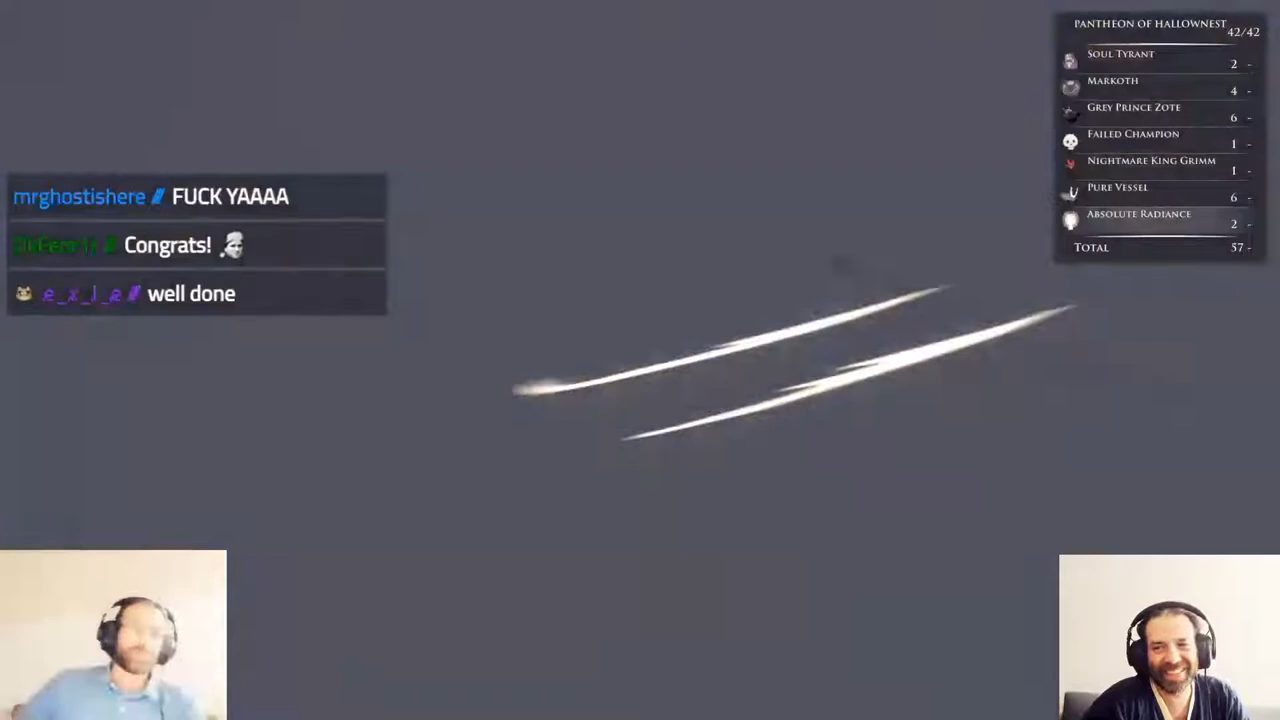 PANTHEON OF HALLOWNEST
42/42
SOUL TYRANT 2 -
MARKOTH 4 -
GREY PRINCE ZOTE 6 -
FAILED CHAMPION 1 -
NIGHTMARE KING GRIMM 1 -
PURE VESSEL 6 -
ABSOLUTE RADIANCE 2 -
TOTAL 57 -
mrghostishere // FUCK YAAAA
Congrats!
e_x_i_a // well done